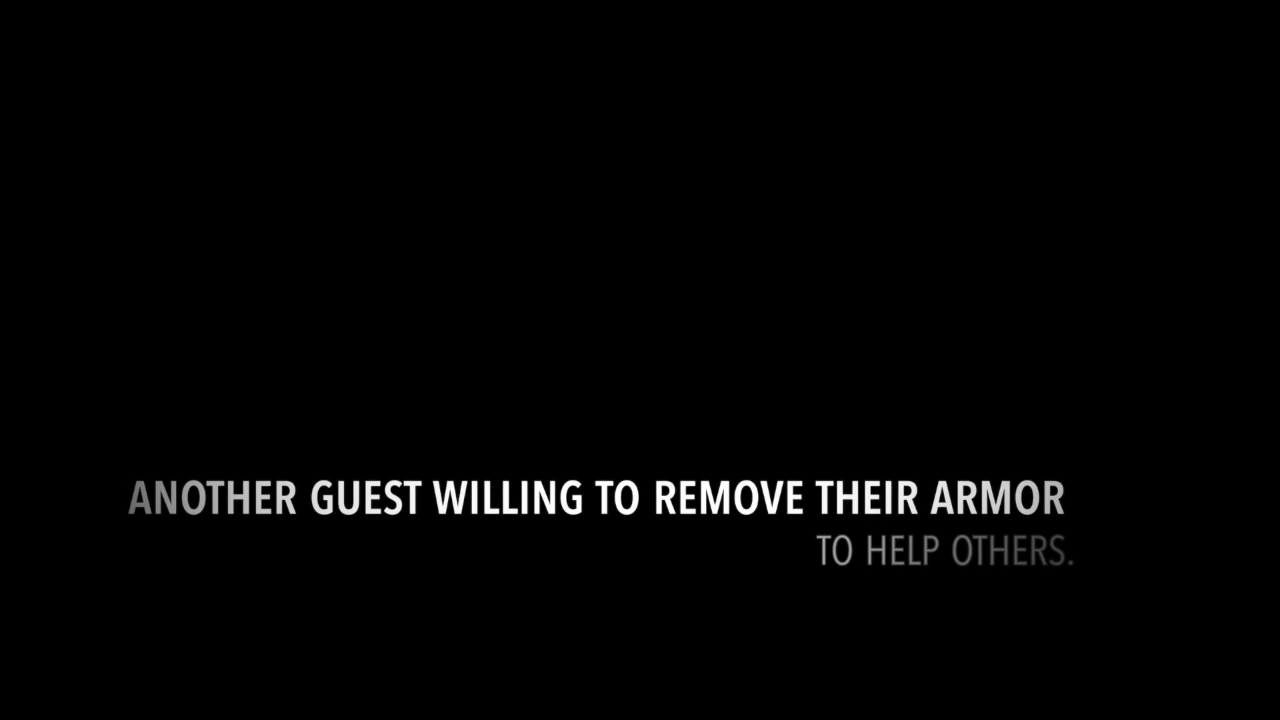 ANOTHER GUEST WILLING TO REMOVE THEIR ARMOR
TO HELP OTHERS.